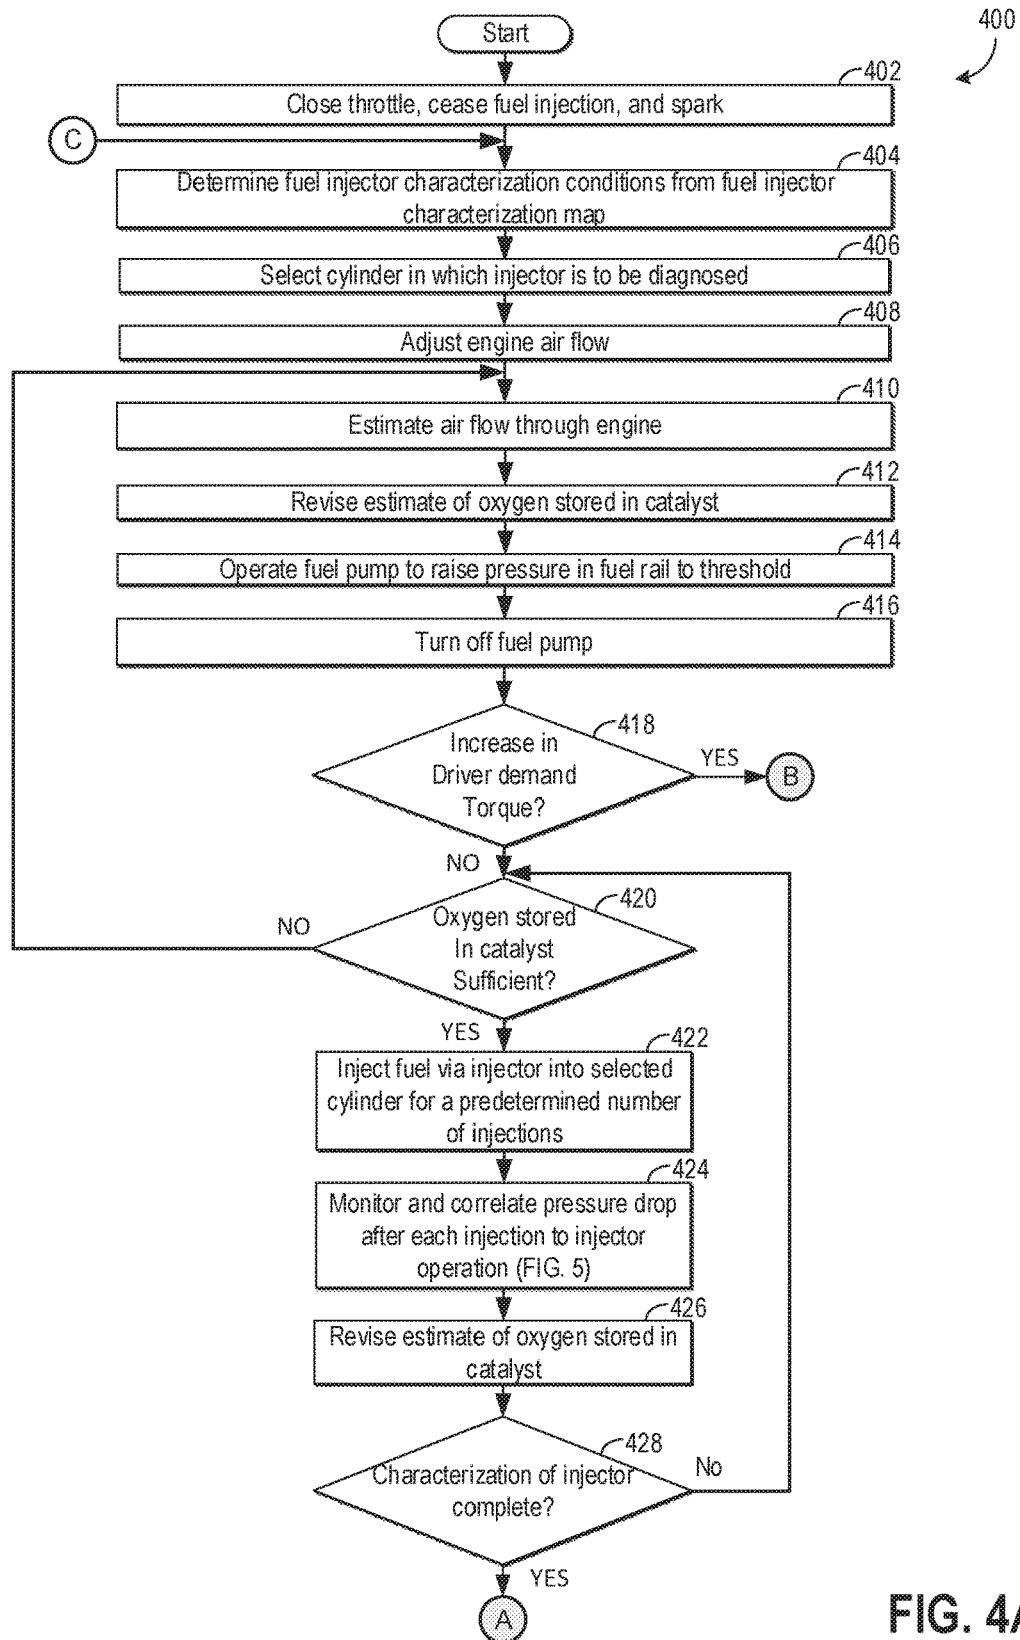 400
Start
402
Close throttle, cease fuel injection, and spark
C
404
Determine fuel injector characterization conditions from fuel injector
characterization map
406
Select cylinder in which injector is to be diagnosed
408
Adjust engine air flow
410
Estimate air flow through engine
412
Revise estimate of oxygen stored in catalyst
414
Operate fuel pump to raise pressure in fuel rail to threshold
416
Turn off fuel pump
418
Increase in
Driver demand
Torque?
YES
B
NO
420
Oxygen stored
In catalyst
Sufficient?
NO
YES
422
Inject fuel via injector into selected
cylinder for a predetermined number
of injections
424
Monitor and correlate pressure drop
after each injection to injector
operation (FIG. 5)
426
Revise estimate of oxygen stored in
catalyst
428
Characterization of injector
complete?
No
YES
A
FIG. 4A